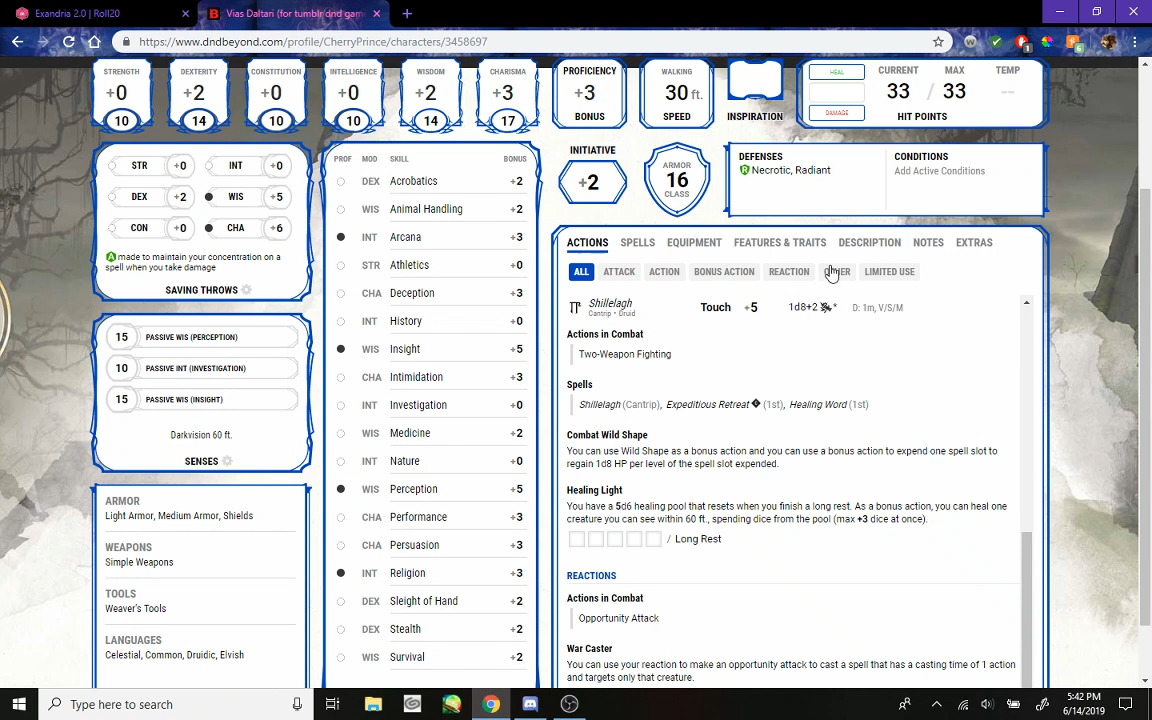 Exandria 2.0 | Roll20
Vias Daltari (for tumblr dnd gam
https://www.dndbeyond.com/profile/CherryPrince/characters/3458697
STRENGTH
+0
10
DEXTERITY
+2
14
CONSTITUTION
+0
10
INTELLIGENCE
+0
10
WISDOM
+2
14
CHARISMA
+3
17
PROFICIENCY
+3
BONUS
WALKING
30 ft.
SPEED
INSPIRATION
HEAL
DAMAGE
CURRENT MAX TEMP
33 / 33 --
HIT POINTS
STR +0 INT +0
DEX +2 WIS +5
CON +0 CHA +6
made to maintain your concentration on a
spell when you take damage
SAVING THROWS
15 PASSIVE WIS (PERCEPTION)
10 PASSIVE INT (INVESTIGATION)
15 PASSIVE WIS (INSIGHT)
Darkvision 60 ft.
SENSES
ARMOR
Light Armor, Medium Armor, Shields
WEAPONS
Simple Weapons
TOOLS
Weaver's Tools
LANGUAGES
Celestial, Common, Druidic, Elvish
PROF MOD SKILL BONUS
DEX Acrobatics +2
WIS Animal Handling +2
INT Arcana +3
STR Athletics +0
CHA Deception +3
INT History +0
WIS Insight +5
CHA Intimidation +3
INT Investigation +0
WIS Medicine +2
INT Nature +0
WIS Perception +5
CHA Performance +3
CHA Persuasion +3
INT Religion +3
DEX Sleight of Hand +2
DEX Stealth +2
WIS Survival +2
INITIATIVE
+2
ARMOR
16
CLASS
DEFENSES
Necrotic, Radiant
CONDITIONS
Add Active Conditions
ACTIONS SPELLS EQUIPMENT FEATURES & TRAITS DESCRIPTION NOTES EXTRAS
ALL ATTACK ACTION BONUS ACTION REACTION OTHER LIMITED USE
Shillelagh Touch +5 1d8+2 * D: 1m, V/S/M
Cantrip • Druid
Actions in Combat
Two-Weapon Fighting
Spells
Shillelagh (Cantrip), Expeditious Retreat (1st), Healing Word (1st)
Combat Wild Shape
You can use Wild Shape as a bonus action and you can use a bonus action to expend one spell slot to
regain 1d8 HP per level of the spell slot expended.
Healing Light
You have a 5d6 healing pool that resets when you finish a long rest. As a bonus action, you can heal one
creature you can see within 60 ft., spending dice from the pool (max +3 dice at once).
/ Long Rest
REACTIONS
Actions in Combat
Opportunity Attack
War Caster
You can use your reaction to make an opportunity attack to cast a spell that has a casting time of 1 action
and targets only that creature.
Type here to search
5:42 PM
6/14/2019